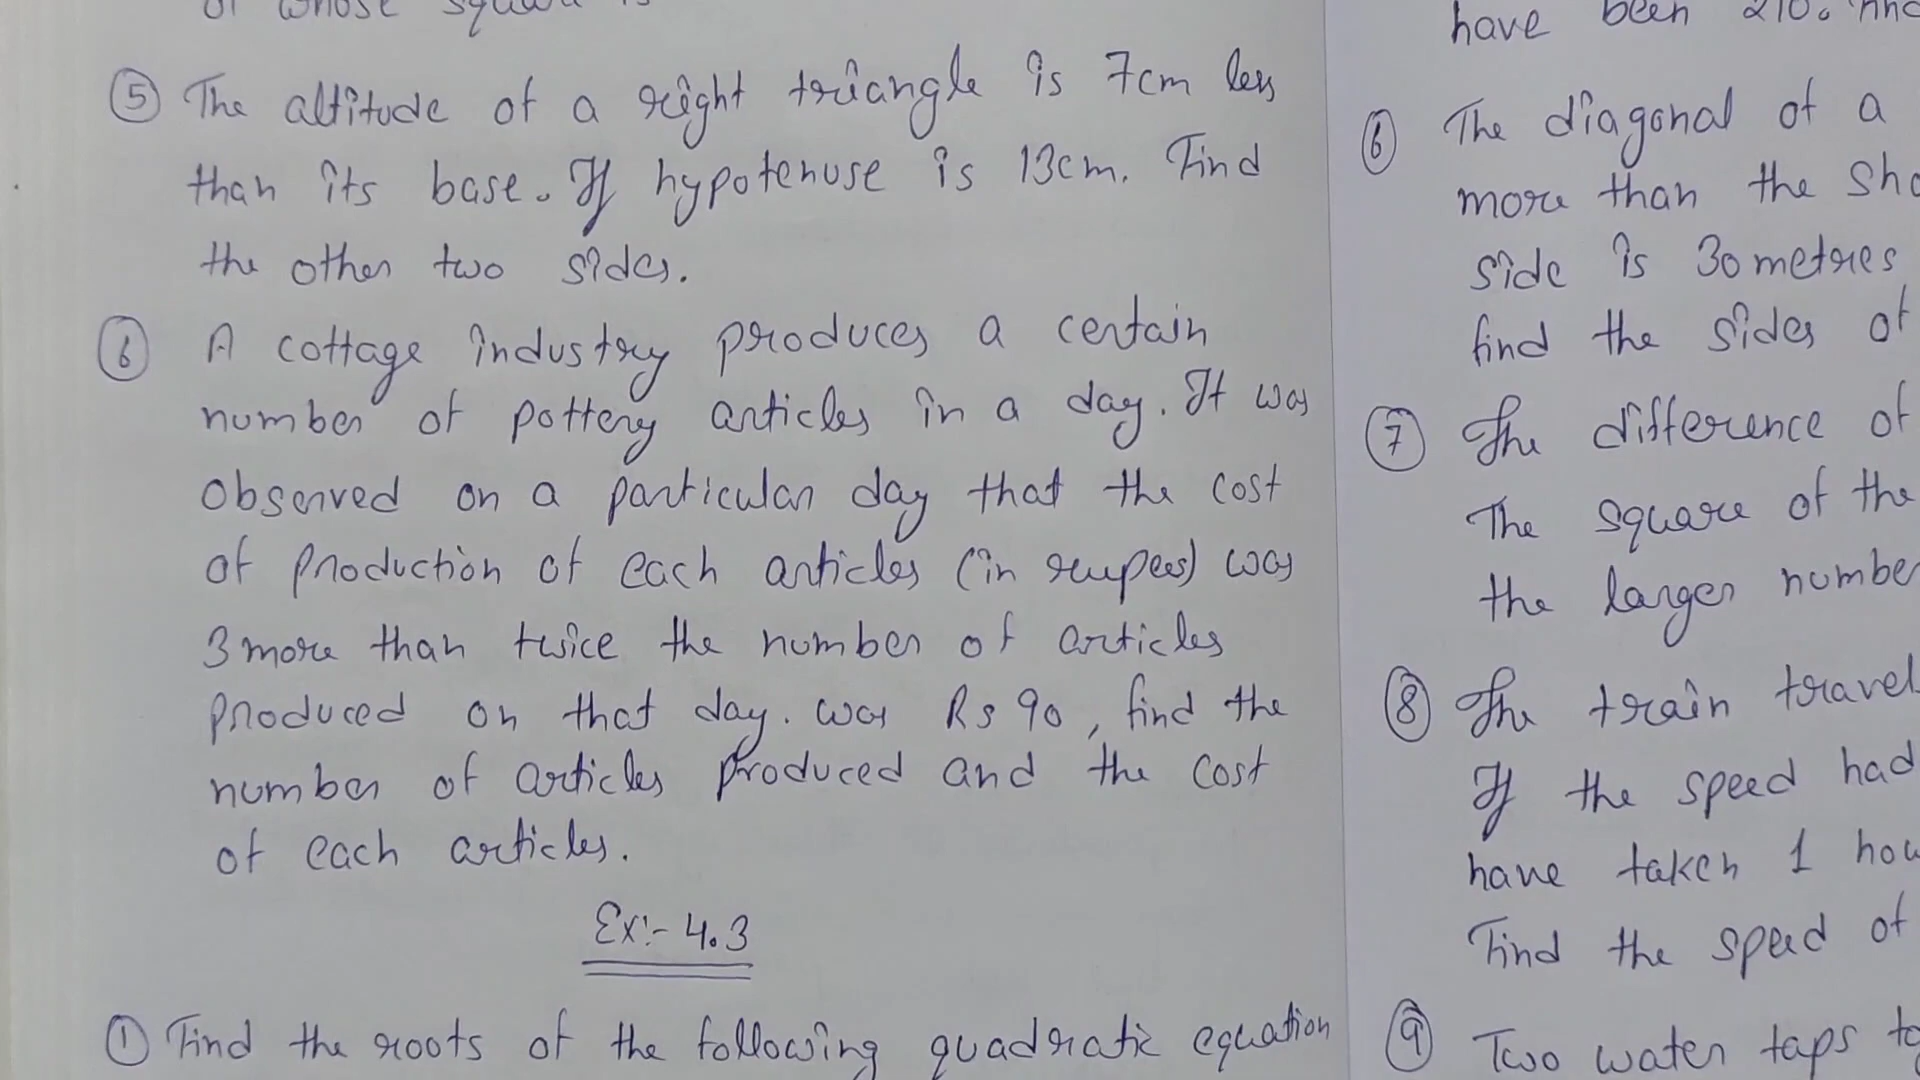 of whose square is
⑤ The altitude of a right triangle is 7cm less
than its base. If hypotenuse is 13cm. Find
the other two sides.
⑥ A cottage industry produces a certain
number of pottery articles in a day. It was
observed on a particular day that the cost
of production of each articles (in rupees) was
3 more than twice the number of articles
produced on that day. was Rs 90, find the
number of articles produced and the cost
of each articles.
Ex:- 4.3
① Find the roots of the following quadratic equation
have been 210.
⑥ The diagonal of a
more than the
side is 30 metres
find the sides of
⑦ The difference of
The square of the
the larger number
⑧ The train travel
If the speed had
have taken 1
Find the speed of
⑨ Two water taps